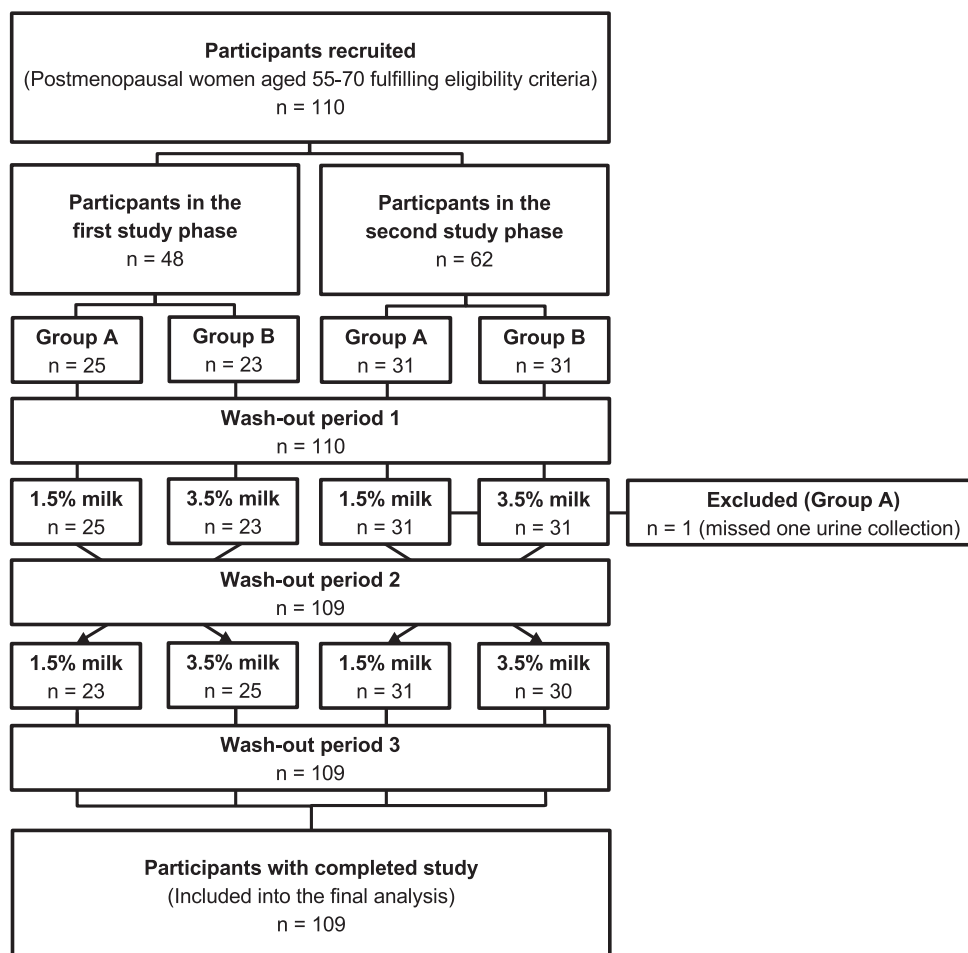 Participants recruited
(Postmenopausal women aged 55-70 fulfilling eligibility criteria)
n = 110
Particpants in the
first study phase
n = 48
Particpants in the
second study phase
n = 62
Group A
n = 25
Group B
n = 23
Group A
n = 31
Group B
n = 31
Wash-out period 1
n = 110
1.5% milk
n = 25
3.5% milk
n = 23
1.5% milk
n = 31
3.5% milk
n = 31
Excluded (Group A)
n = 1 (missed one urine collection)
Wash-out period 2
n = 109
1.5% milk
n = 23
3.5% milk
n = 25
1.5% milk
n = 31
3.5% milk
n = 30
Wash-out period 3
n = 109
Participants with completed study
(Included into the final analysis)
n = 109